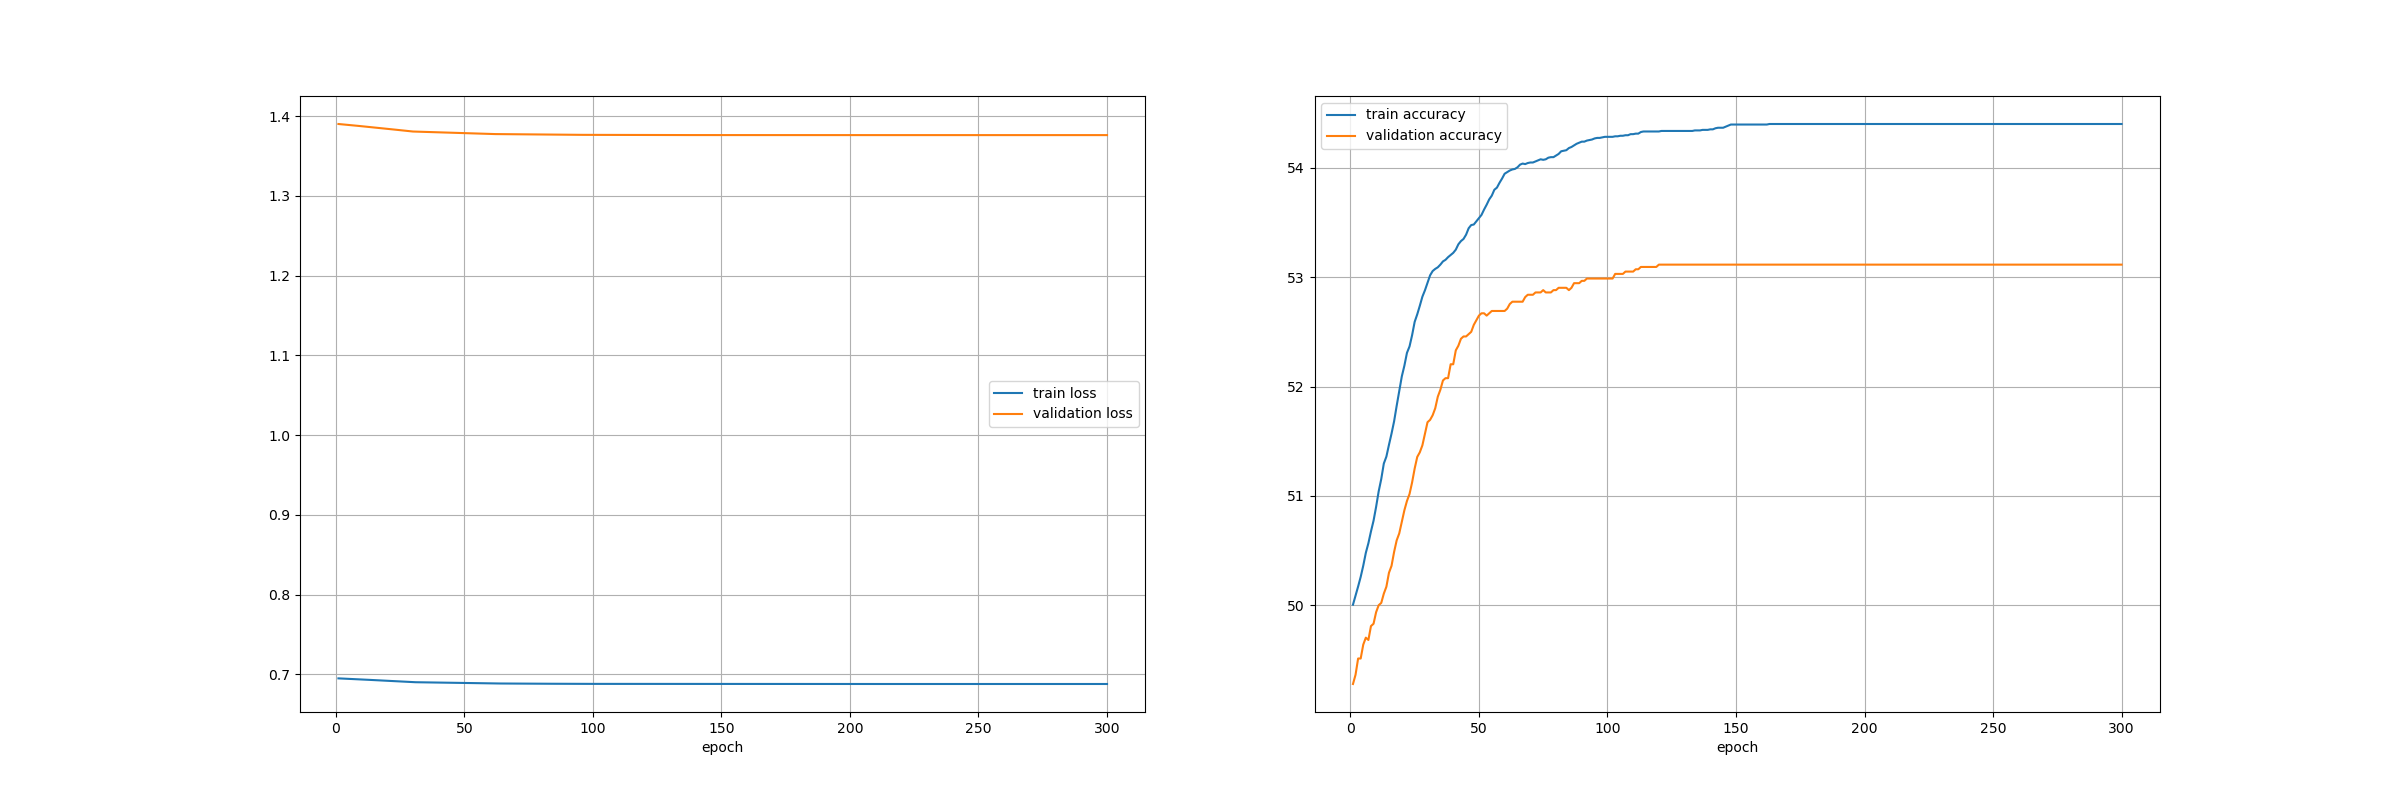 1.4
1.3
1.2
1.1
1.0
0.9
0.8
0.7
0 50 100 150 200 250 300
epoch
train loss
validation loss
train accuracy
validation accuracy
54
53
52
51
50
0 50 100 150 200 250 300
epoch